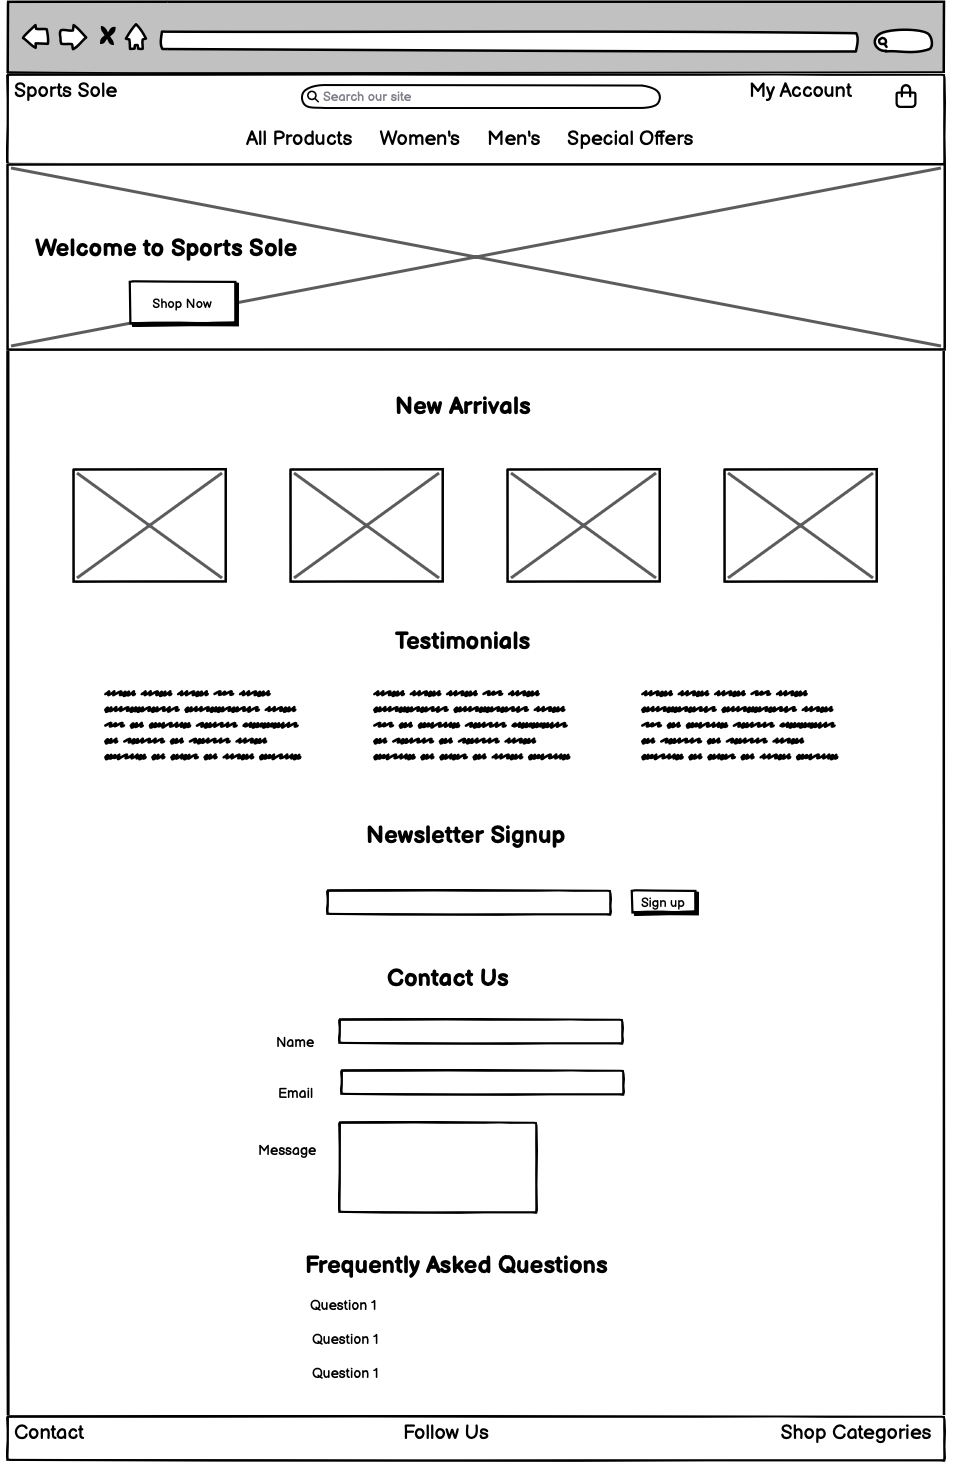 Sports Sole
Search our site
My Account
All Products Women's Men's Special Offers
Welcome to Sports Sole
Shop Now
New Arrivals
Testimonials
Newsletter Signup
Sign up
Contact Us
Name
Email
Message
Frequently Asked Questions
Question 1
Question 1
Question 1
Contact
Follow Us
Shop Categories